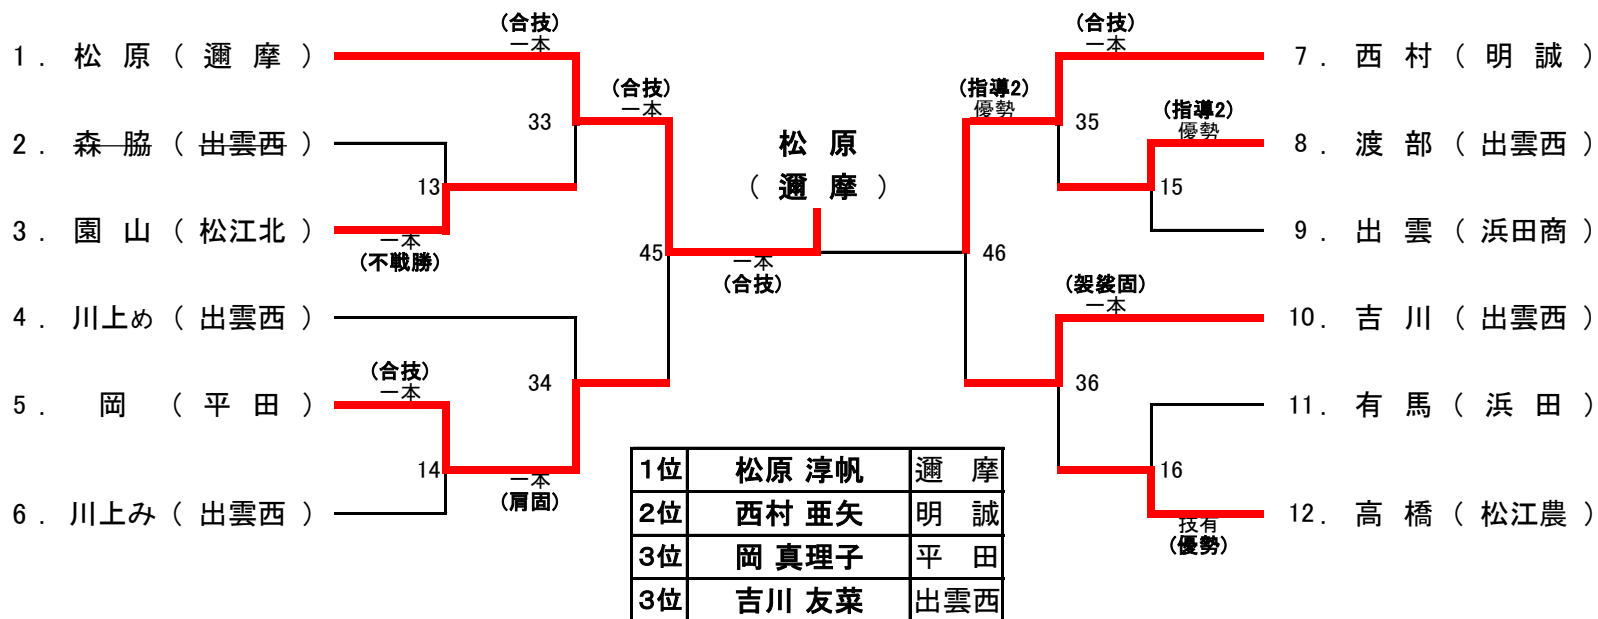 (合技)
一本
1. 松原(邇摩)
(合技)
一本
33
2. 森脇(出雲西)
13
3. 園山(松江北)
一本
(不戦勝)
45
4. 川上め(出雲西)
(合技)
一本
34
5. 岡(平田)
14
一本
(肩固)
6. 川上み(出雲西)
松原
(邇摩)
一本
(合技)
(合技)
一本
7. 西村(明誠)
(指導2)
優勢
35
(指導2)
優勢
8. 渡部(出雲西)
15
9. 出雲(浜田商)
46
(袈裟固)
一本
10. 吉川(出雲西)
36
11. 有馬(浜田)
16
12. 高橋(松江農)
技有
(優勢)
1位 松原 淳帆 邇摩
2位 西村 亜矢 明誠
3位 岡 真理子 平田
3位 吉川 友菜 出雲西